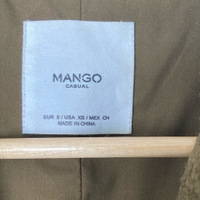 MANGO
CASUAL
EUR S / USA XS / MEX CH
MADE IN CHINA